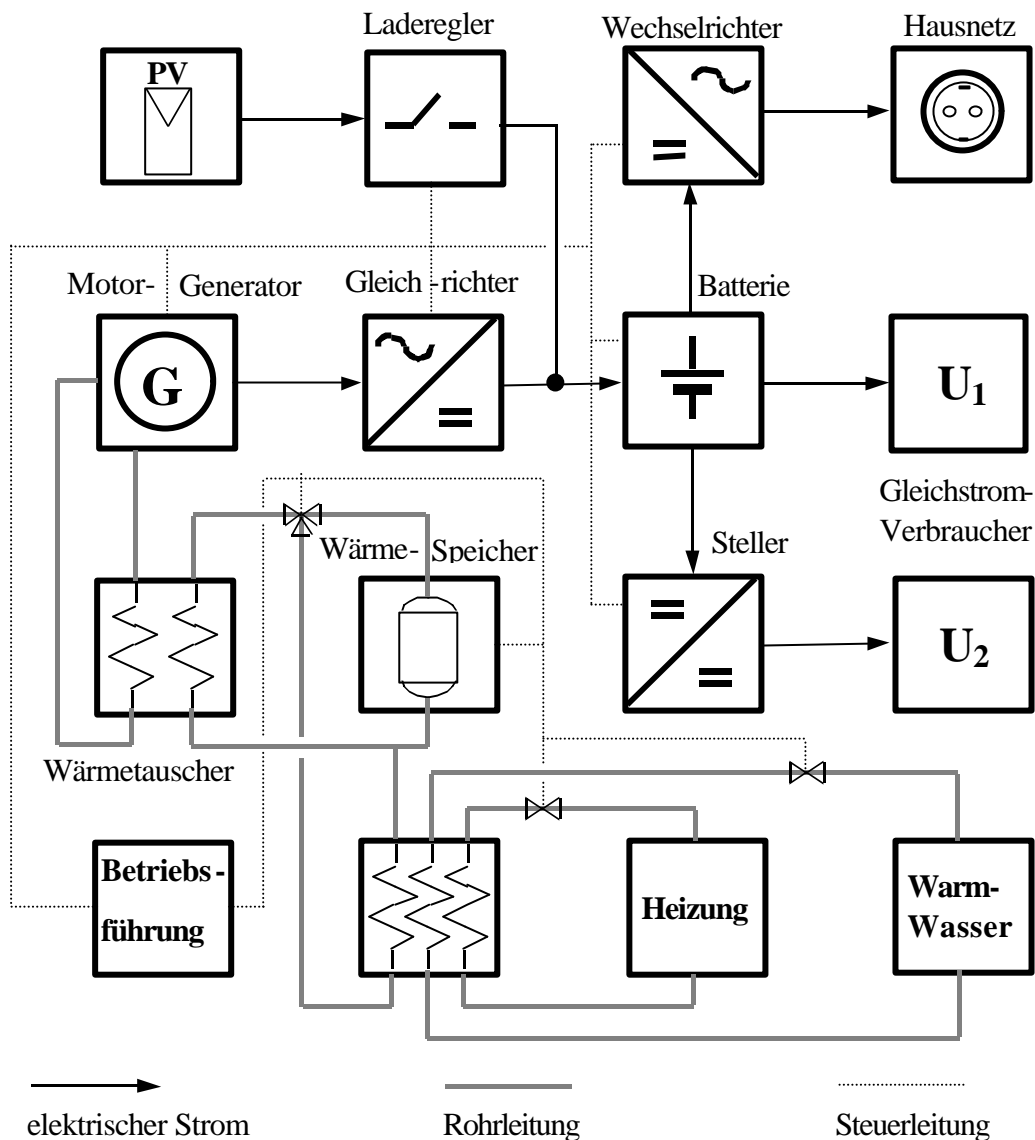 Laderegler
Wechselrichter
Hausnetz
PV
Motor- Generator
Gleich -richter
Batterie
G
U1
Gleichstrom-
Verbraucher
Wärme- Speicher
Steller
U2
Wärmetauscher
Betriebs-
führung
Heizung
Warm-
Wasser
elektrischer Strom
Rohrleitung
Steuerleitung